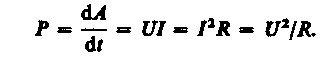 P = dA/dt = UI = I²R = U²/R.